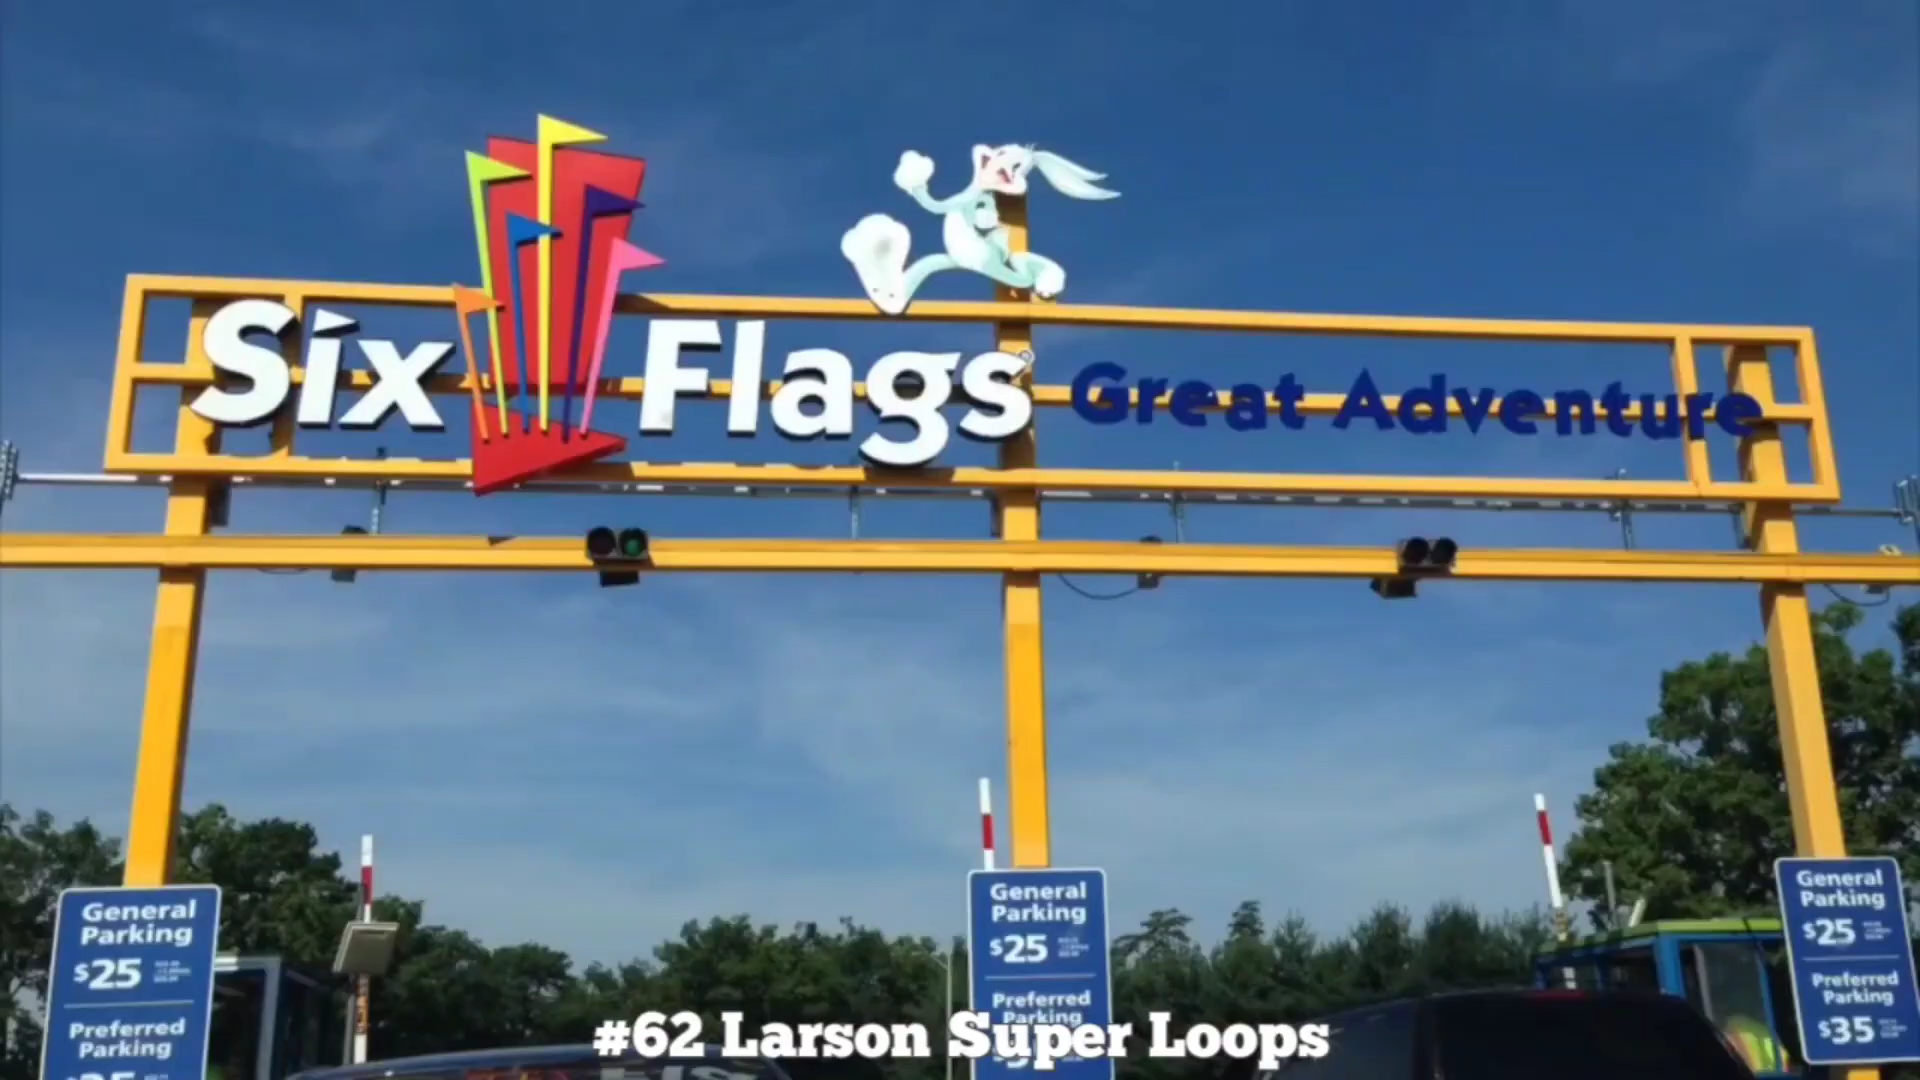 Six Flags Great Adventure
General
Parking
$25
Preferred
Parking
General
Parking
$25
Preferred
Parking
General
Parking
$25
Preferred
Parking
$35
#62 Larson Super Loops